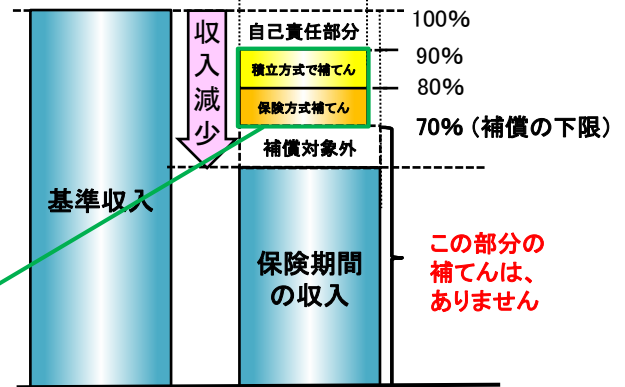 100%
自己責任部分
収入減少
90%
積立方式で補てん
80%
保険方式補てん
70%（補償の下限）
補償対象外
基準収入
保険期間
の収入
この部分の
補てんは、
ありません